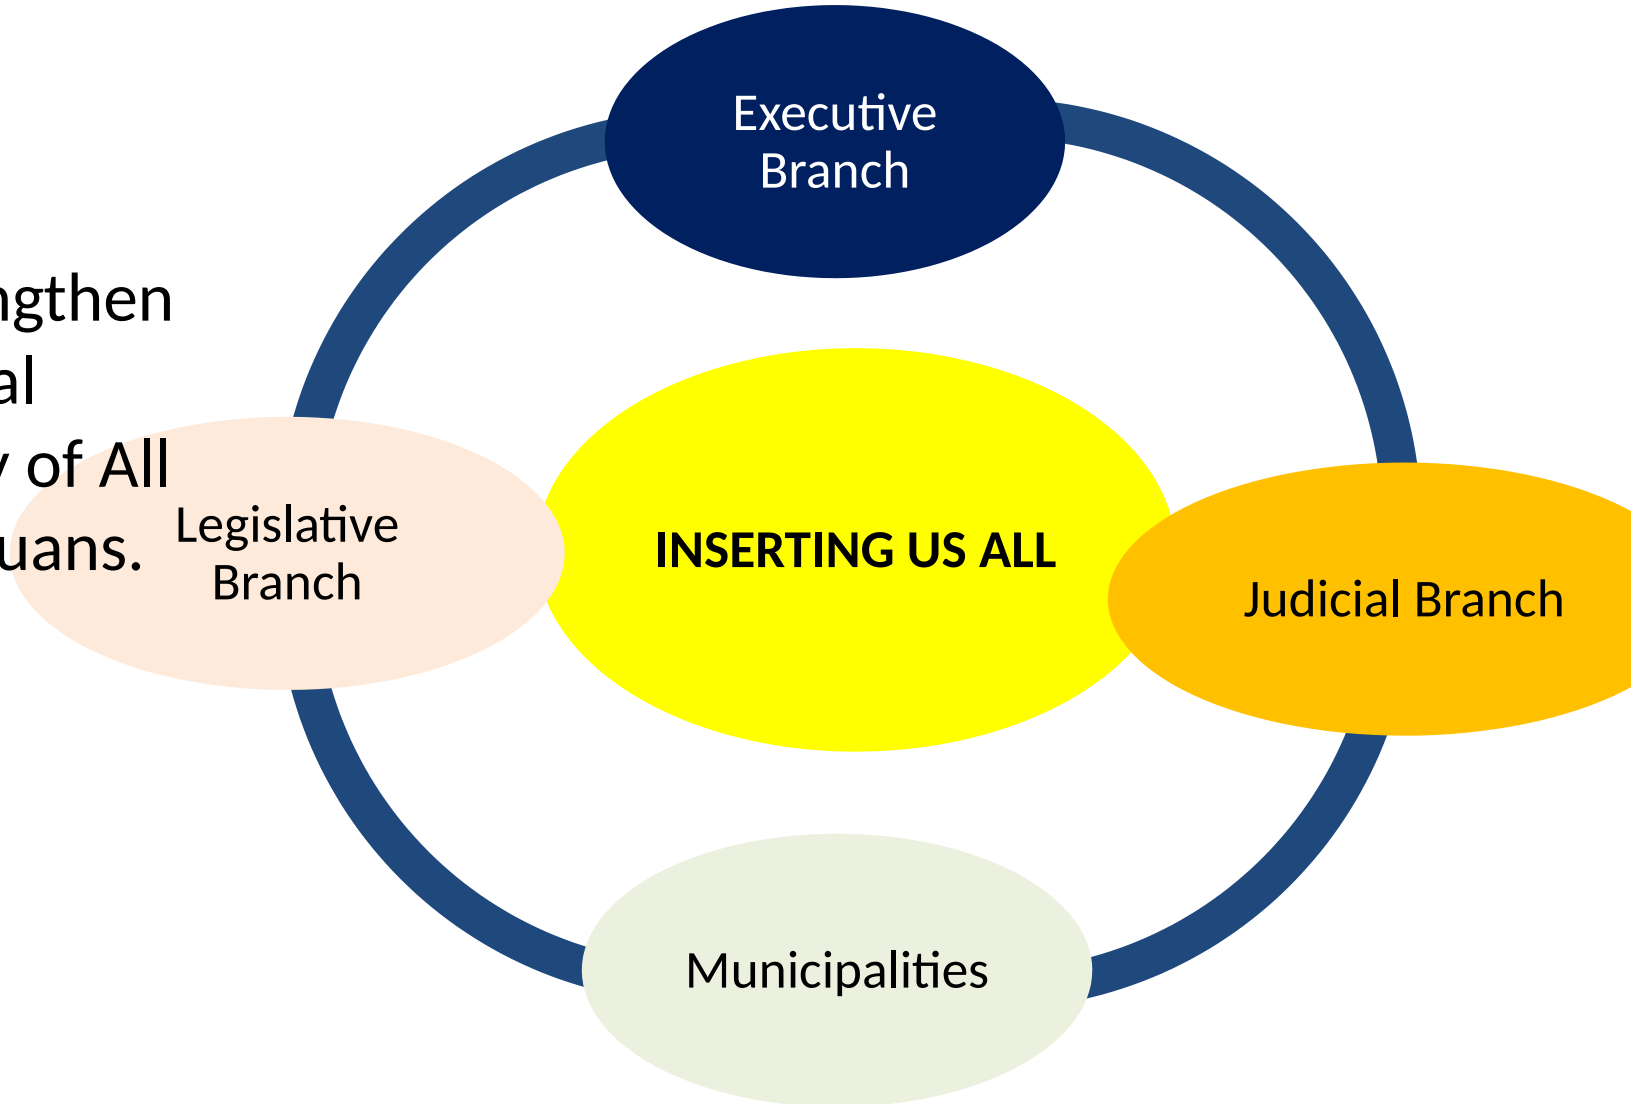 Executive
Branch
ngthen
al
y of All
uans.
Legislative
Branch
INSERTING US ALL
Judicial Branch
Municipalities